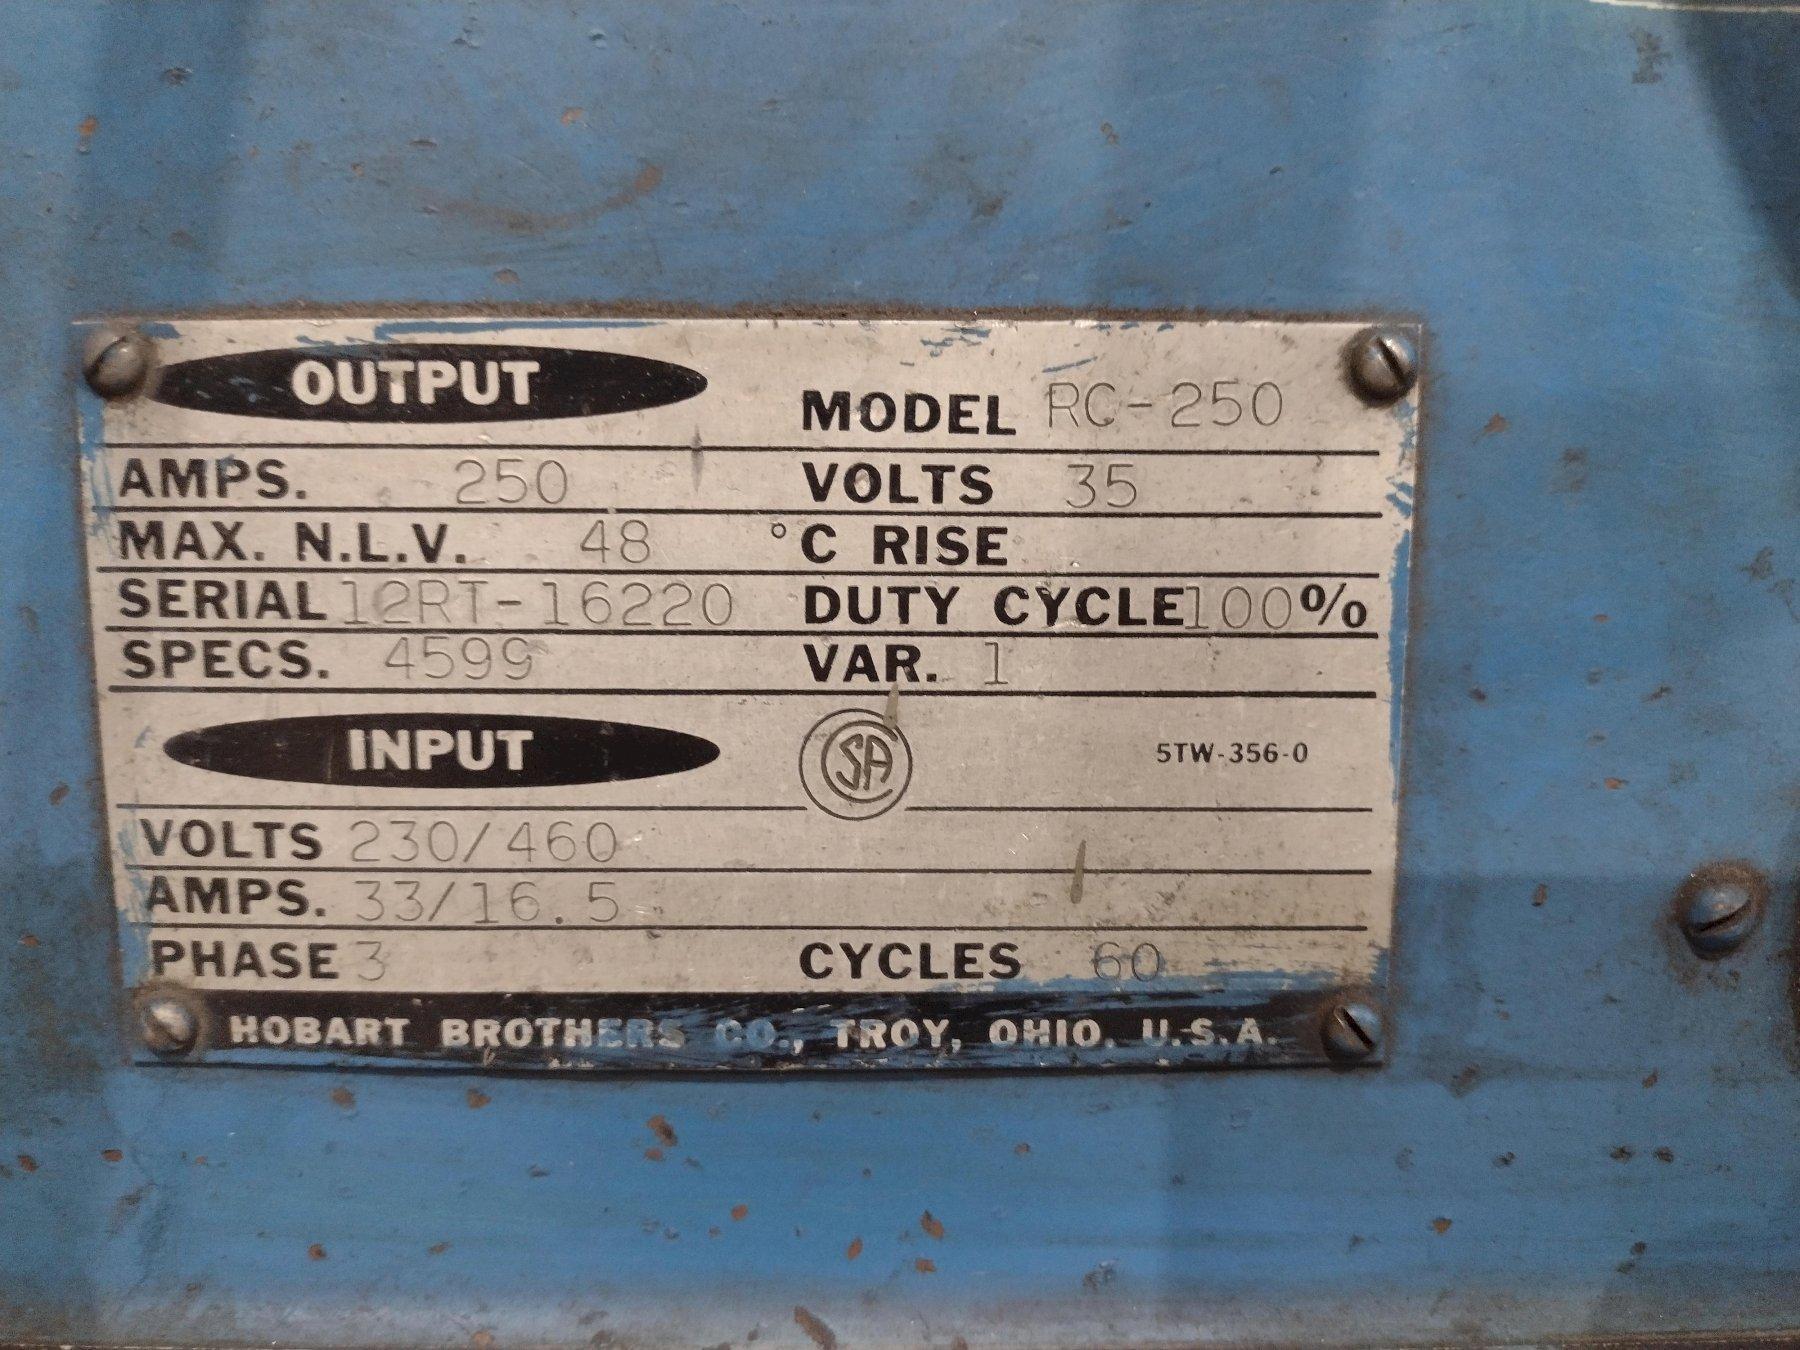 OUTPUT
MODEL RC-250
AMPS. 250 VOLTS 35
MAX. N.L.V. 48 °C RISE
SERIAL 12RT-16220 DUTY CYCLE 100%
SPECS. 4599 VAR. 1
INPUT CSA 5TW-356-0
VOLTS 230/460
AMPS. 33/16.5
PHASE 3 CYCLES 60
HOBART BROTHERS CO., TROY, OHIO. U.S.A.